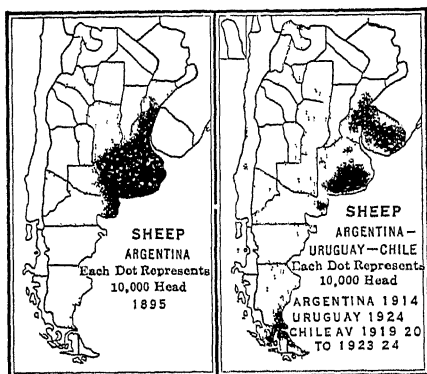 SHEEP
ARGENTINA
Each Dot Represents
10,000 Head
1895
SHEEP
ARGENTINA—
URUGUAY—CHILE
Each Dot Represents
10,000 Head
ARGENTINA 1914
URUGUAY 1924
CHILE AV 1919 20
TO 1923 24